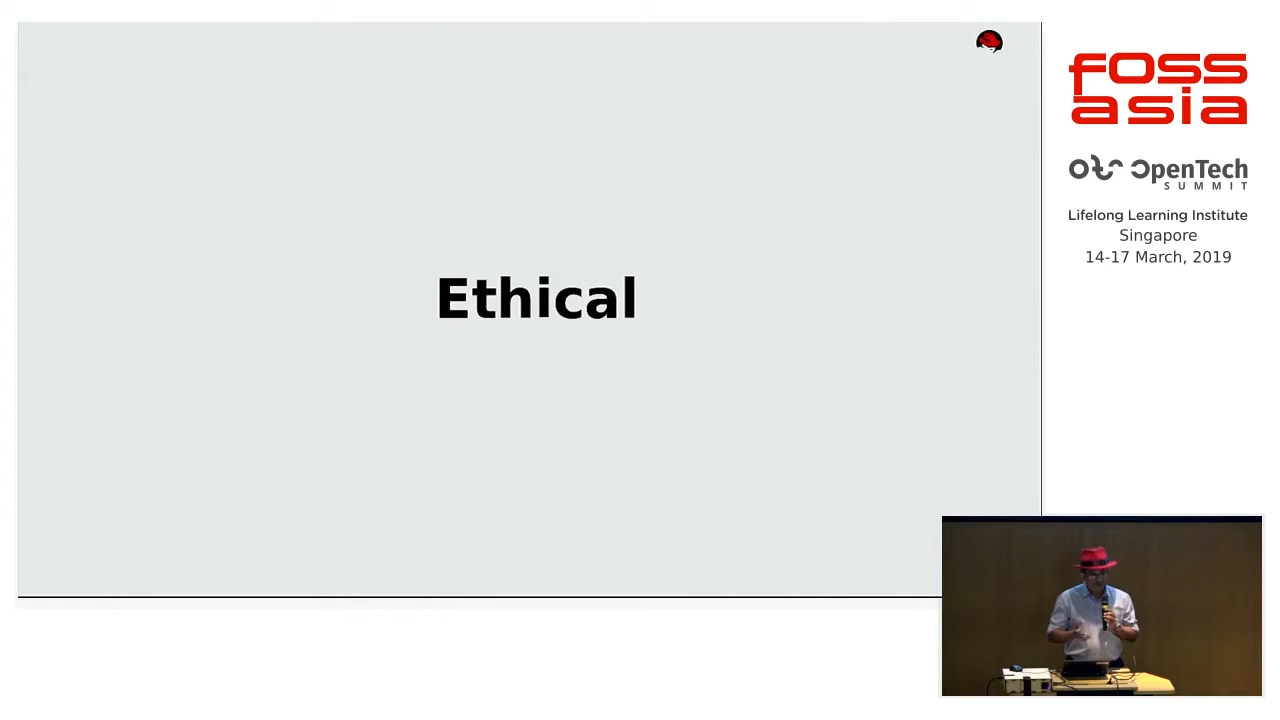 Ethical
foss
asia
OpenTech
SUMMIT
Lifelong Learning Institute
Singapore
14-17 March, 2019